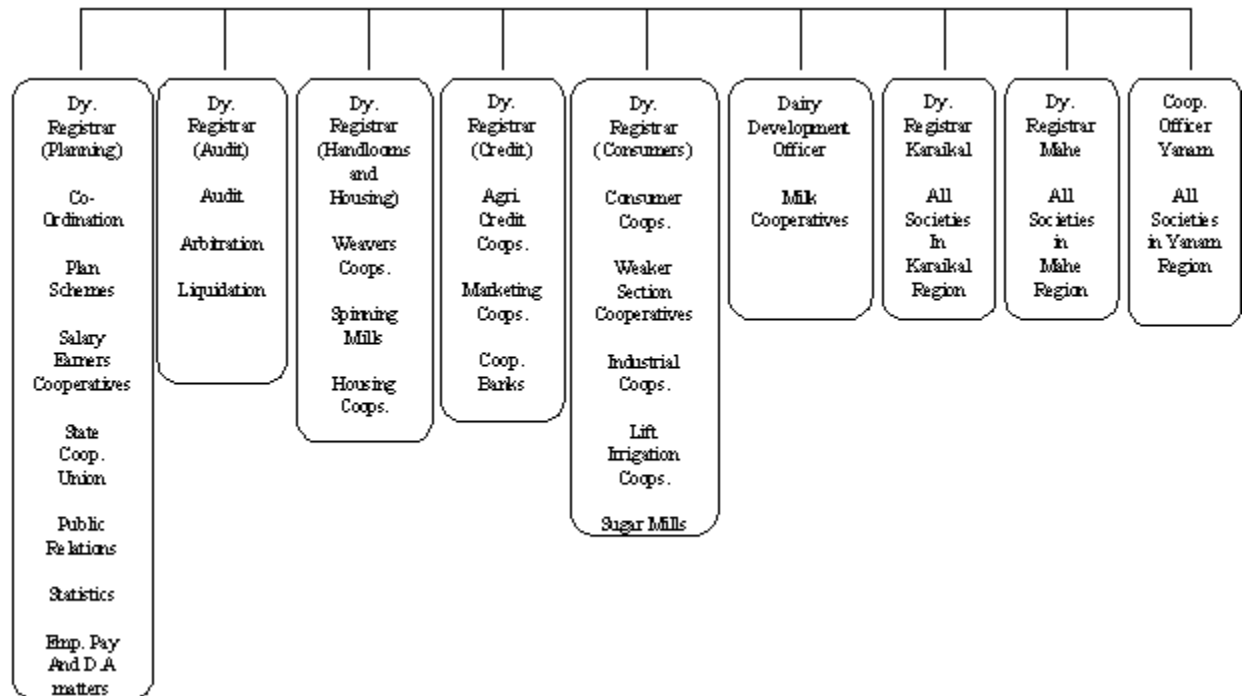 Dy.
Registrar
(Planning)
Co-
Ordination
Plan
Schemes
Salary
Earners
Cooperatives
State
Coop.
Union
Public
Relations
Statistics
Emp. Pay
And D.A
matters
Dy.
Registrar
(Audit)
Audit
Arbitration
Liquidation
Dy.
Registrar
(Handlooms
and
Housing)
Weavers
Coops.
Spinning
Mills
Housing
Coops.
Dy.
Registrar
(Credit)
Agri.
Credit
Coops.
Marketing
Coops.
Coop.
Banks
Dy.
Registrar
(Consumers)
Consumer
Coops.
Weaker
Section
Cooperatives
Industrial
Coops.
Lift
Irrigation
Coops.
Sugar Mills
Dairy
Development
Officer
Milk
Cooperatives
Dy.
Registrar
Karaikal
All
Societies
In
Karaikal
Region
Dy.
Registrar
Mahe
All
Societies
in
Mahe
Region
Coop.
Officer
Yanam
All
Societies
in Yanam
Region